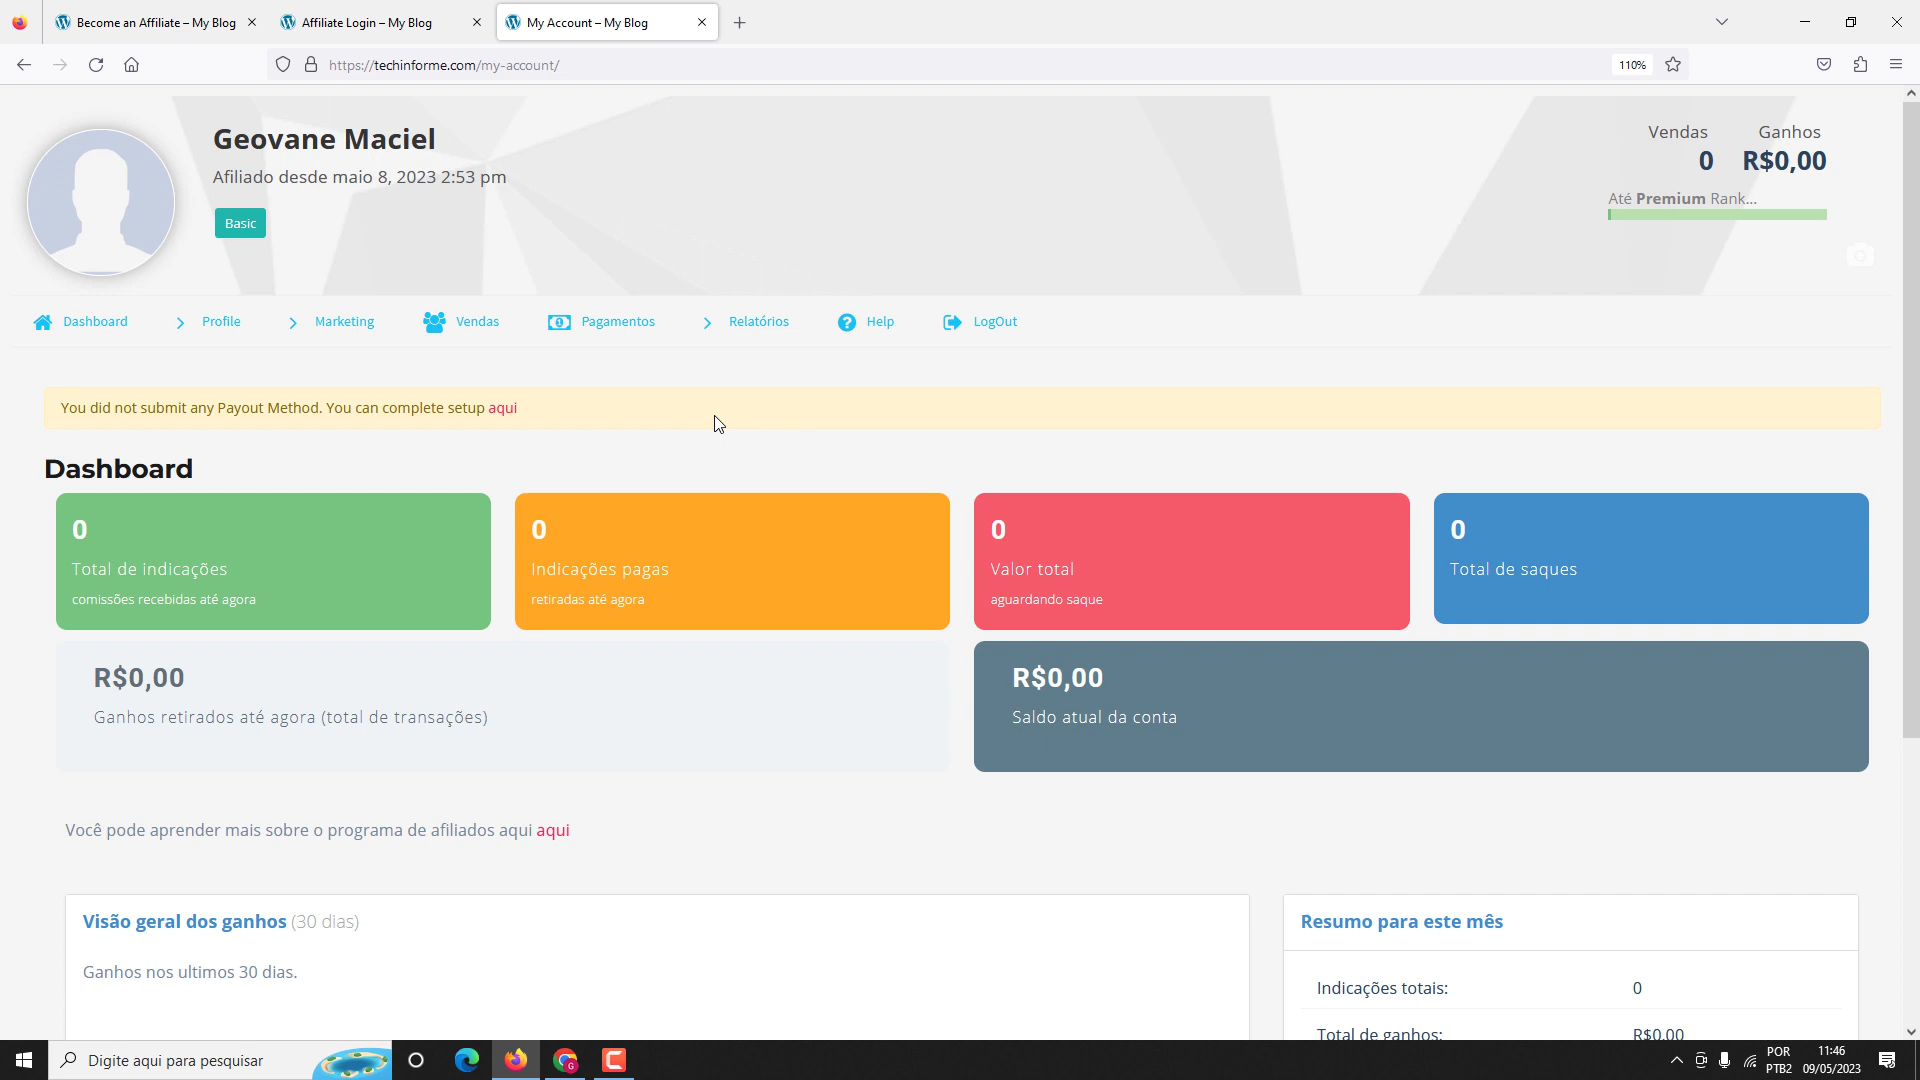 Become an Affiliate – My Blog
Affiliate Login – My Blog
My Account – My Blog
https://techinforme.com/my-account/
110%
Geovane Maciel
Afiliado desde maio 8, 2023 2:53 pm
Basic
Vendas Ganhos
0 R$0,00
Até Premium Rank...
Dashboard
Profile
Marketing
Vendas
Pagamentos
Relatórios
Help
LogOut
You did not submit any Payout Method. You can complete setup aqui
Dashboard
0
Total de indicações
comissões recebidas até agora
0
Indicações pagas
retiradas até agora
0
Valor total
aguardando saque
0
Total de saques
R$0,00
Ganhos retirados até agora (total de transações)
R$0,00
Saldo atual da conta
Você pode aprender mais sobre o programa de afiliados aqui aqui
Visão geral dos ganhos (30 dias)
Ganhos nos ultimos 30 dias.
Resumo para este mês
Indicações totais: 0
Total de ganhos: R$0,00
Digite aqui para pesquisar
G
POR
PTB2
11:46
09/05/2023